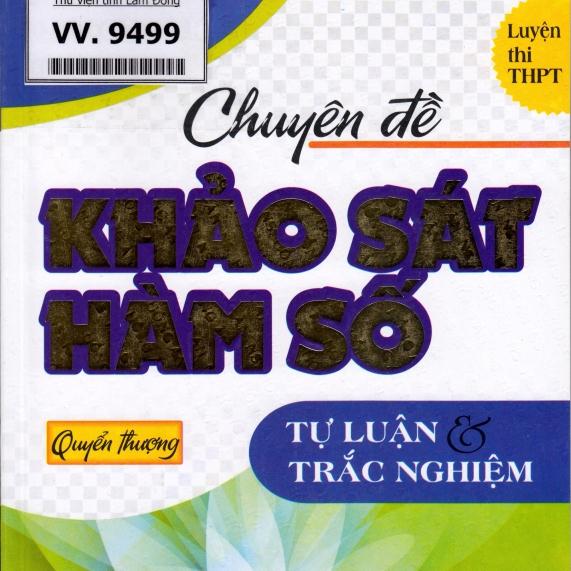 Thư viện tỉnh Lâm Đồng
VV. 9499
Luyện
thi
THPT
Chuyên đề
KHẢO SÁT
HÀM SỐ
Quyển thượng
TỰ LUẬN &
TRẮC NGHIỆM